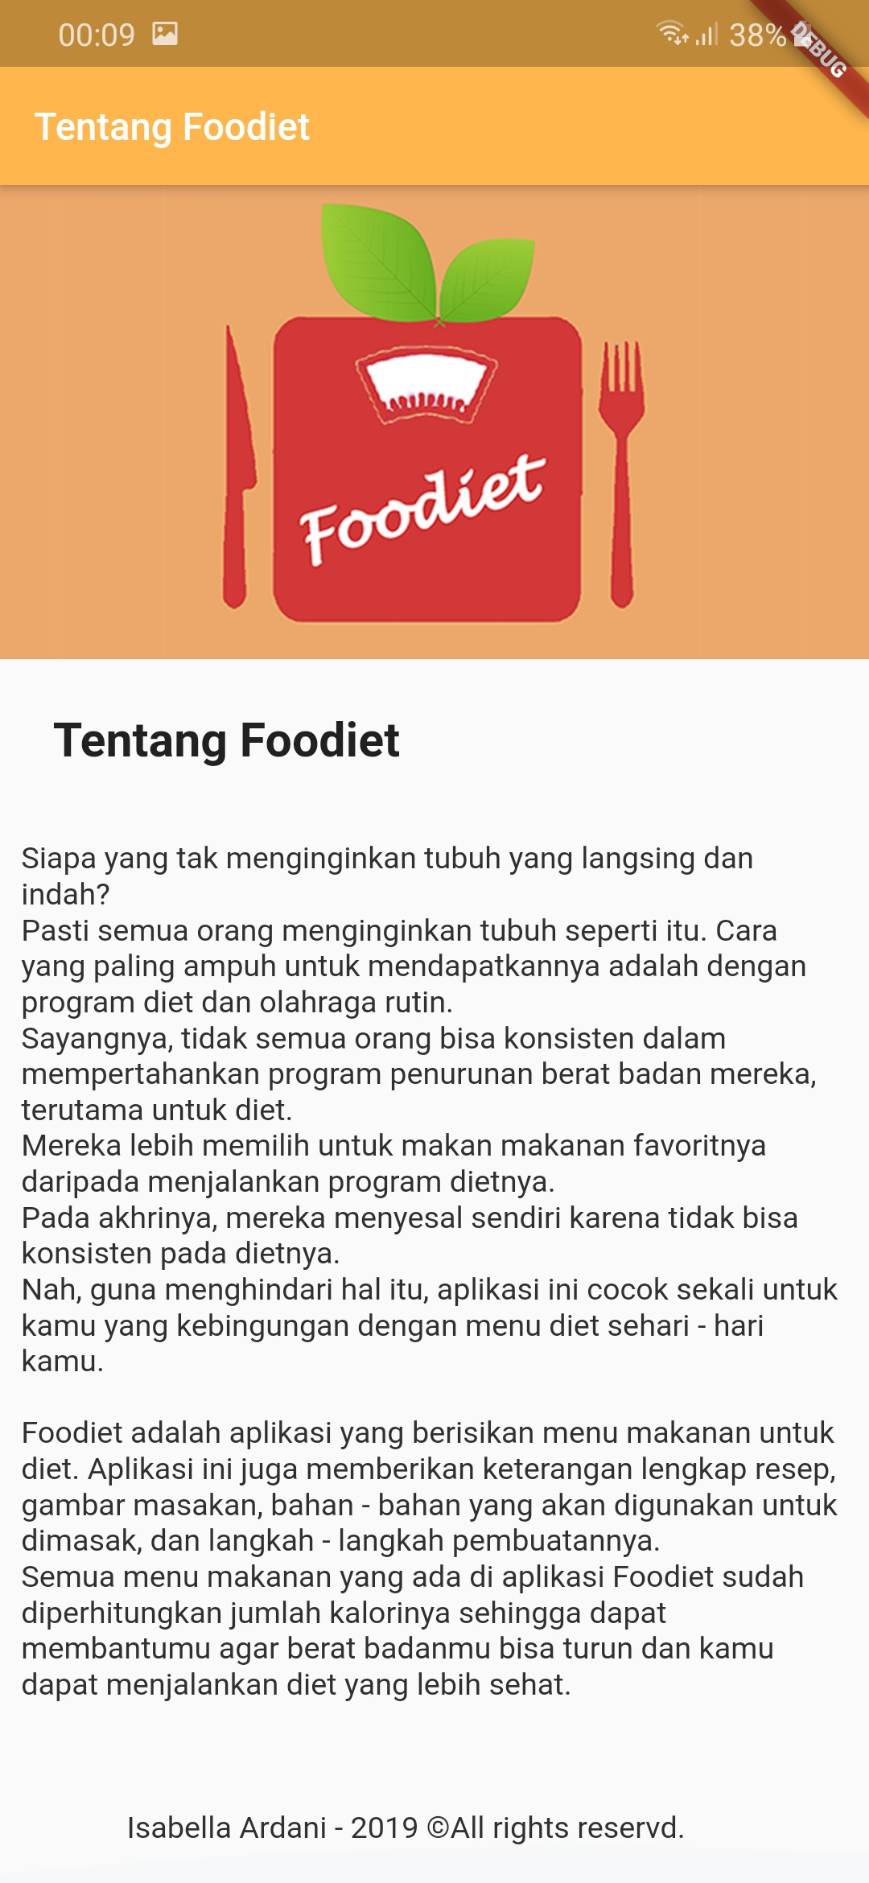 00:09
38%
DEBUG
Tentang Foodiet
Foodiet
Tentang Foodiet
Siapa yang tak menginginkan tubuh yang langsing dan
indah?
Pasti semua orang menginginkan tubuh seperti itu. Cara
yang paling ampuh untuk mendapatkannya adalah dengan
program diet dan olahraga rutin.
Sayangnya, tidak semua orang bisa konsisten dalam
mempertahankan program penurunan berat badan mereka,
terutama untuk diet.
Mereka lebih memilih untuk makan makanan favoritnya
daripada menjalankan program dietnya.
Pada akhrinya, mereka menyesal sendiri karena tidak bisa
konsisten pada dietnya.
Nah, guna menghindari hal itu, aplikasi ini cocok sekali untuk
kamu yang kebingungan dengan menu diet sehari - hari
kamu.
Foodiet adalah aplikasi yang berisikan menu makanan untuk
diet. Aplikasi ini juga memberikan keterangan lengkap resep,
gambar masakan, bahan - bahan yang akan digunakan untuk
dimasak, dan langkah - langkah pembuatannya.
Semua menu makanan yang ada di aplikasi Foodiet sudah
diperhitungkan jumlah kalorinya sehingga dapat
membantumu agar berat badanmu bisa turun dan kamu
dapat menjalankan diet yang lebih sehat.
Isabella Ardani - 2019 ©All rights reservd.